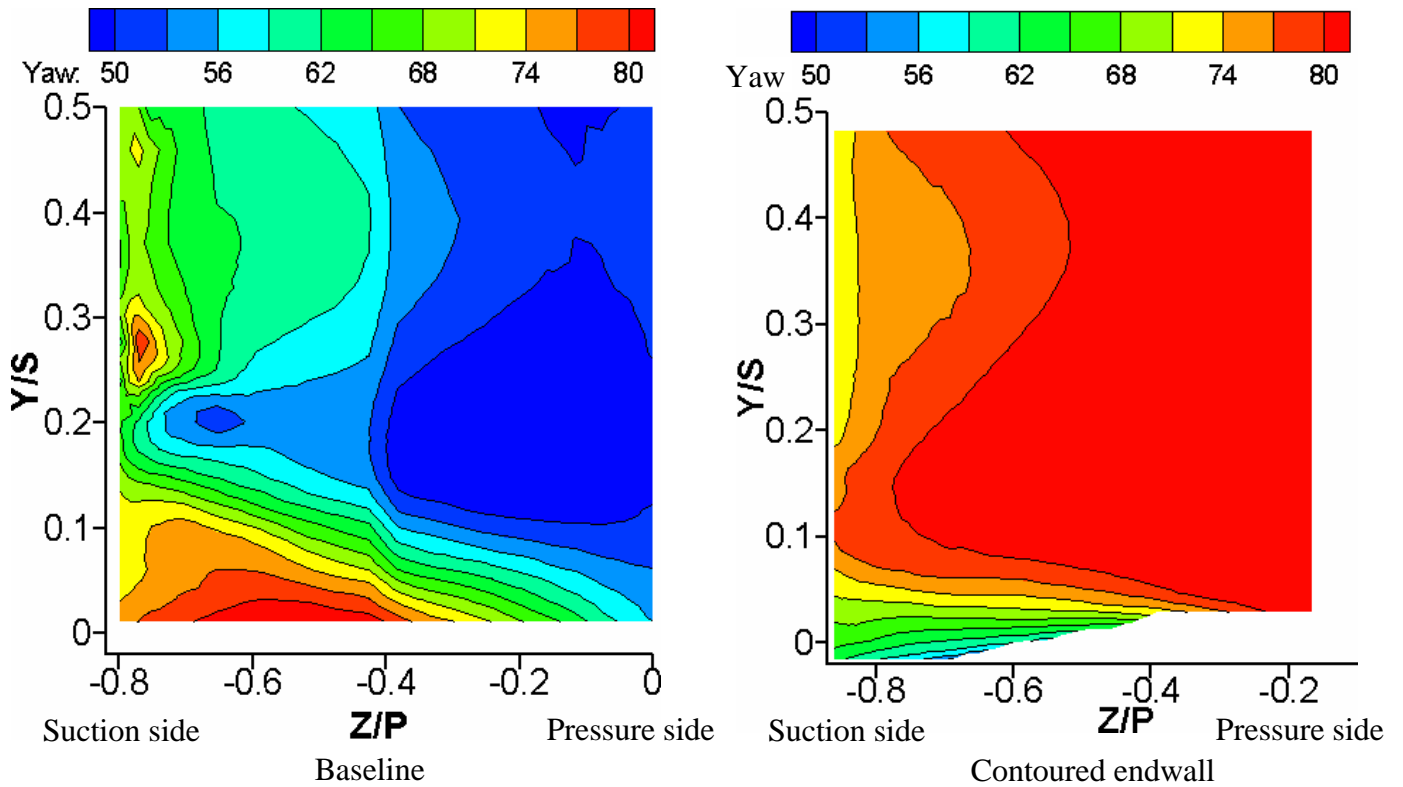 Yaw: 50 56 62 68 74 80
0.5
0.4
0.3
0.2
0.1
0
Y/S
-0.8 -0.6 -0.4 -0.2 0
Suction side Z/P Pressure side
Baseline
Yaw 50 56 62 68 74 80
0.5
0.4
0.3
0.2
0.1
0
Y/S
-0.8 -0.6 -0.4 -0.2
Suction side Z/P Pressure side
Contoured endwall